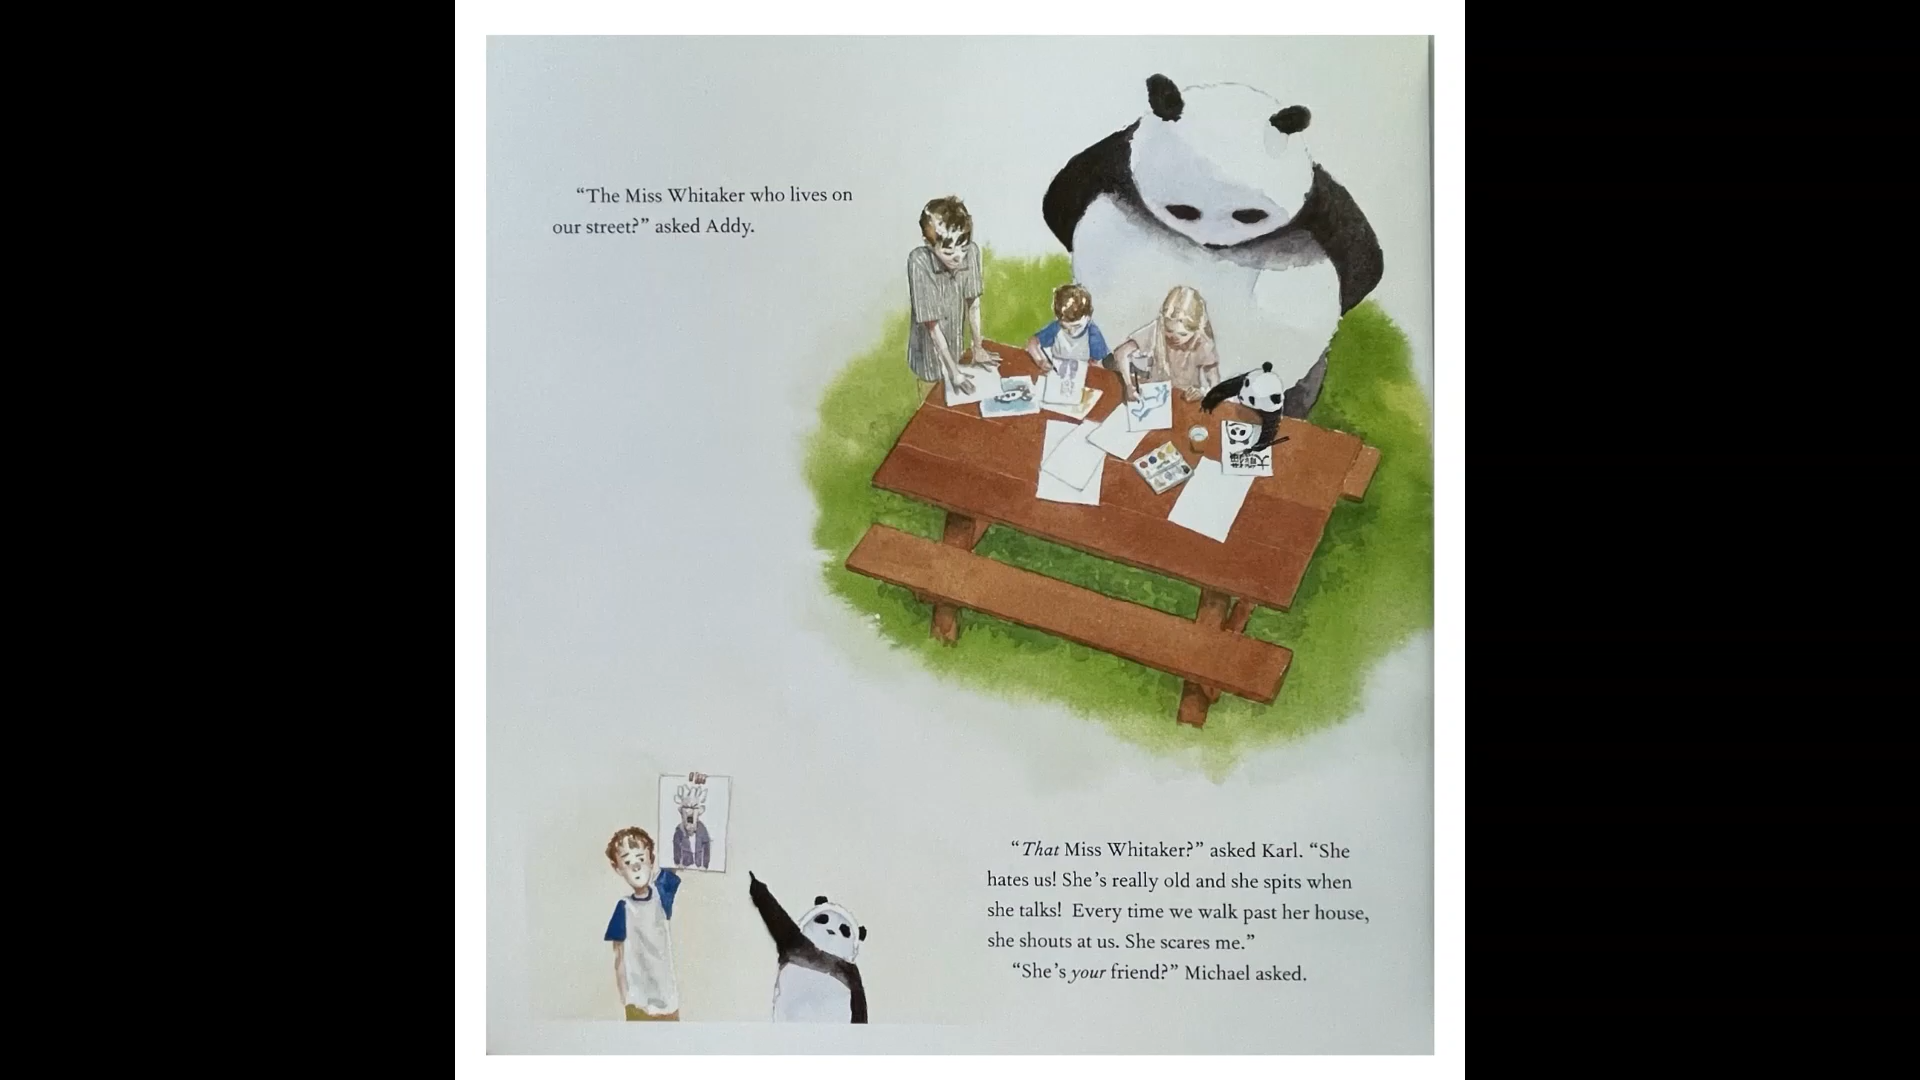 “The Miss Whitaker who lives on
our street?” asked Addy.
“That Miss Whitaker?” asked Karl. “She
hates us! She’s really old and she spits when
she talks! Every time we walk past her house,
she shouts at us. She scares me.”
“She’s your friend?” Michael asked.